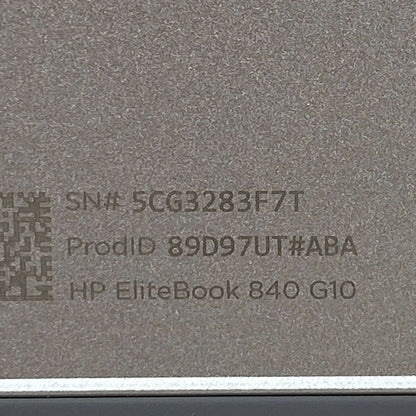 SN# 5CG3283F7T
ProdID 89D97UT#ABA
HP EliteBook 840 G10